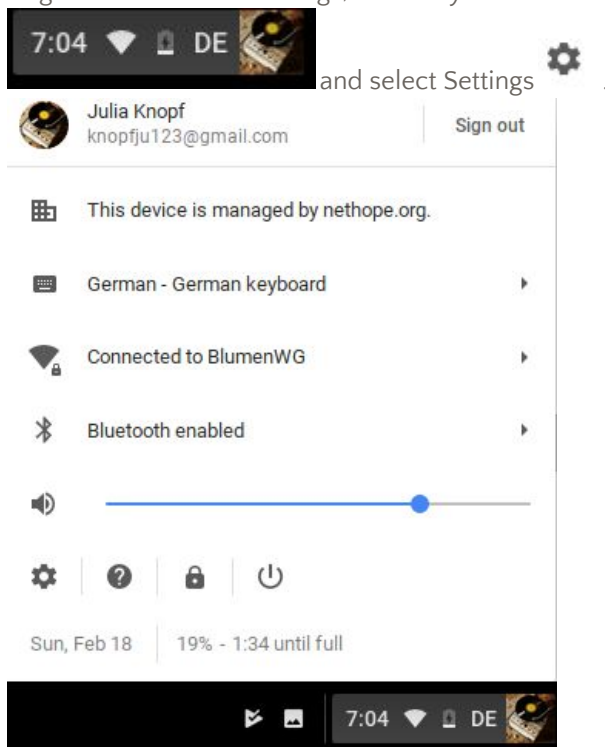 7:04 DE
and select Settings .
Julia Knopf
knopfju123@gmail.com
Sign out
This device is managed by nethope.org.
German - German keyboard
Connected to BlumenWG
Bluetooth enabled
Sun, Feb 18 19% - 1:34 until full
7:04 DE